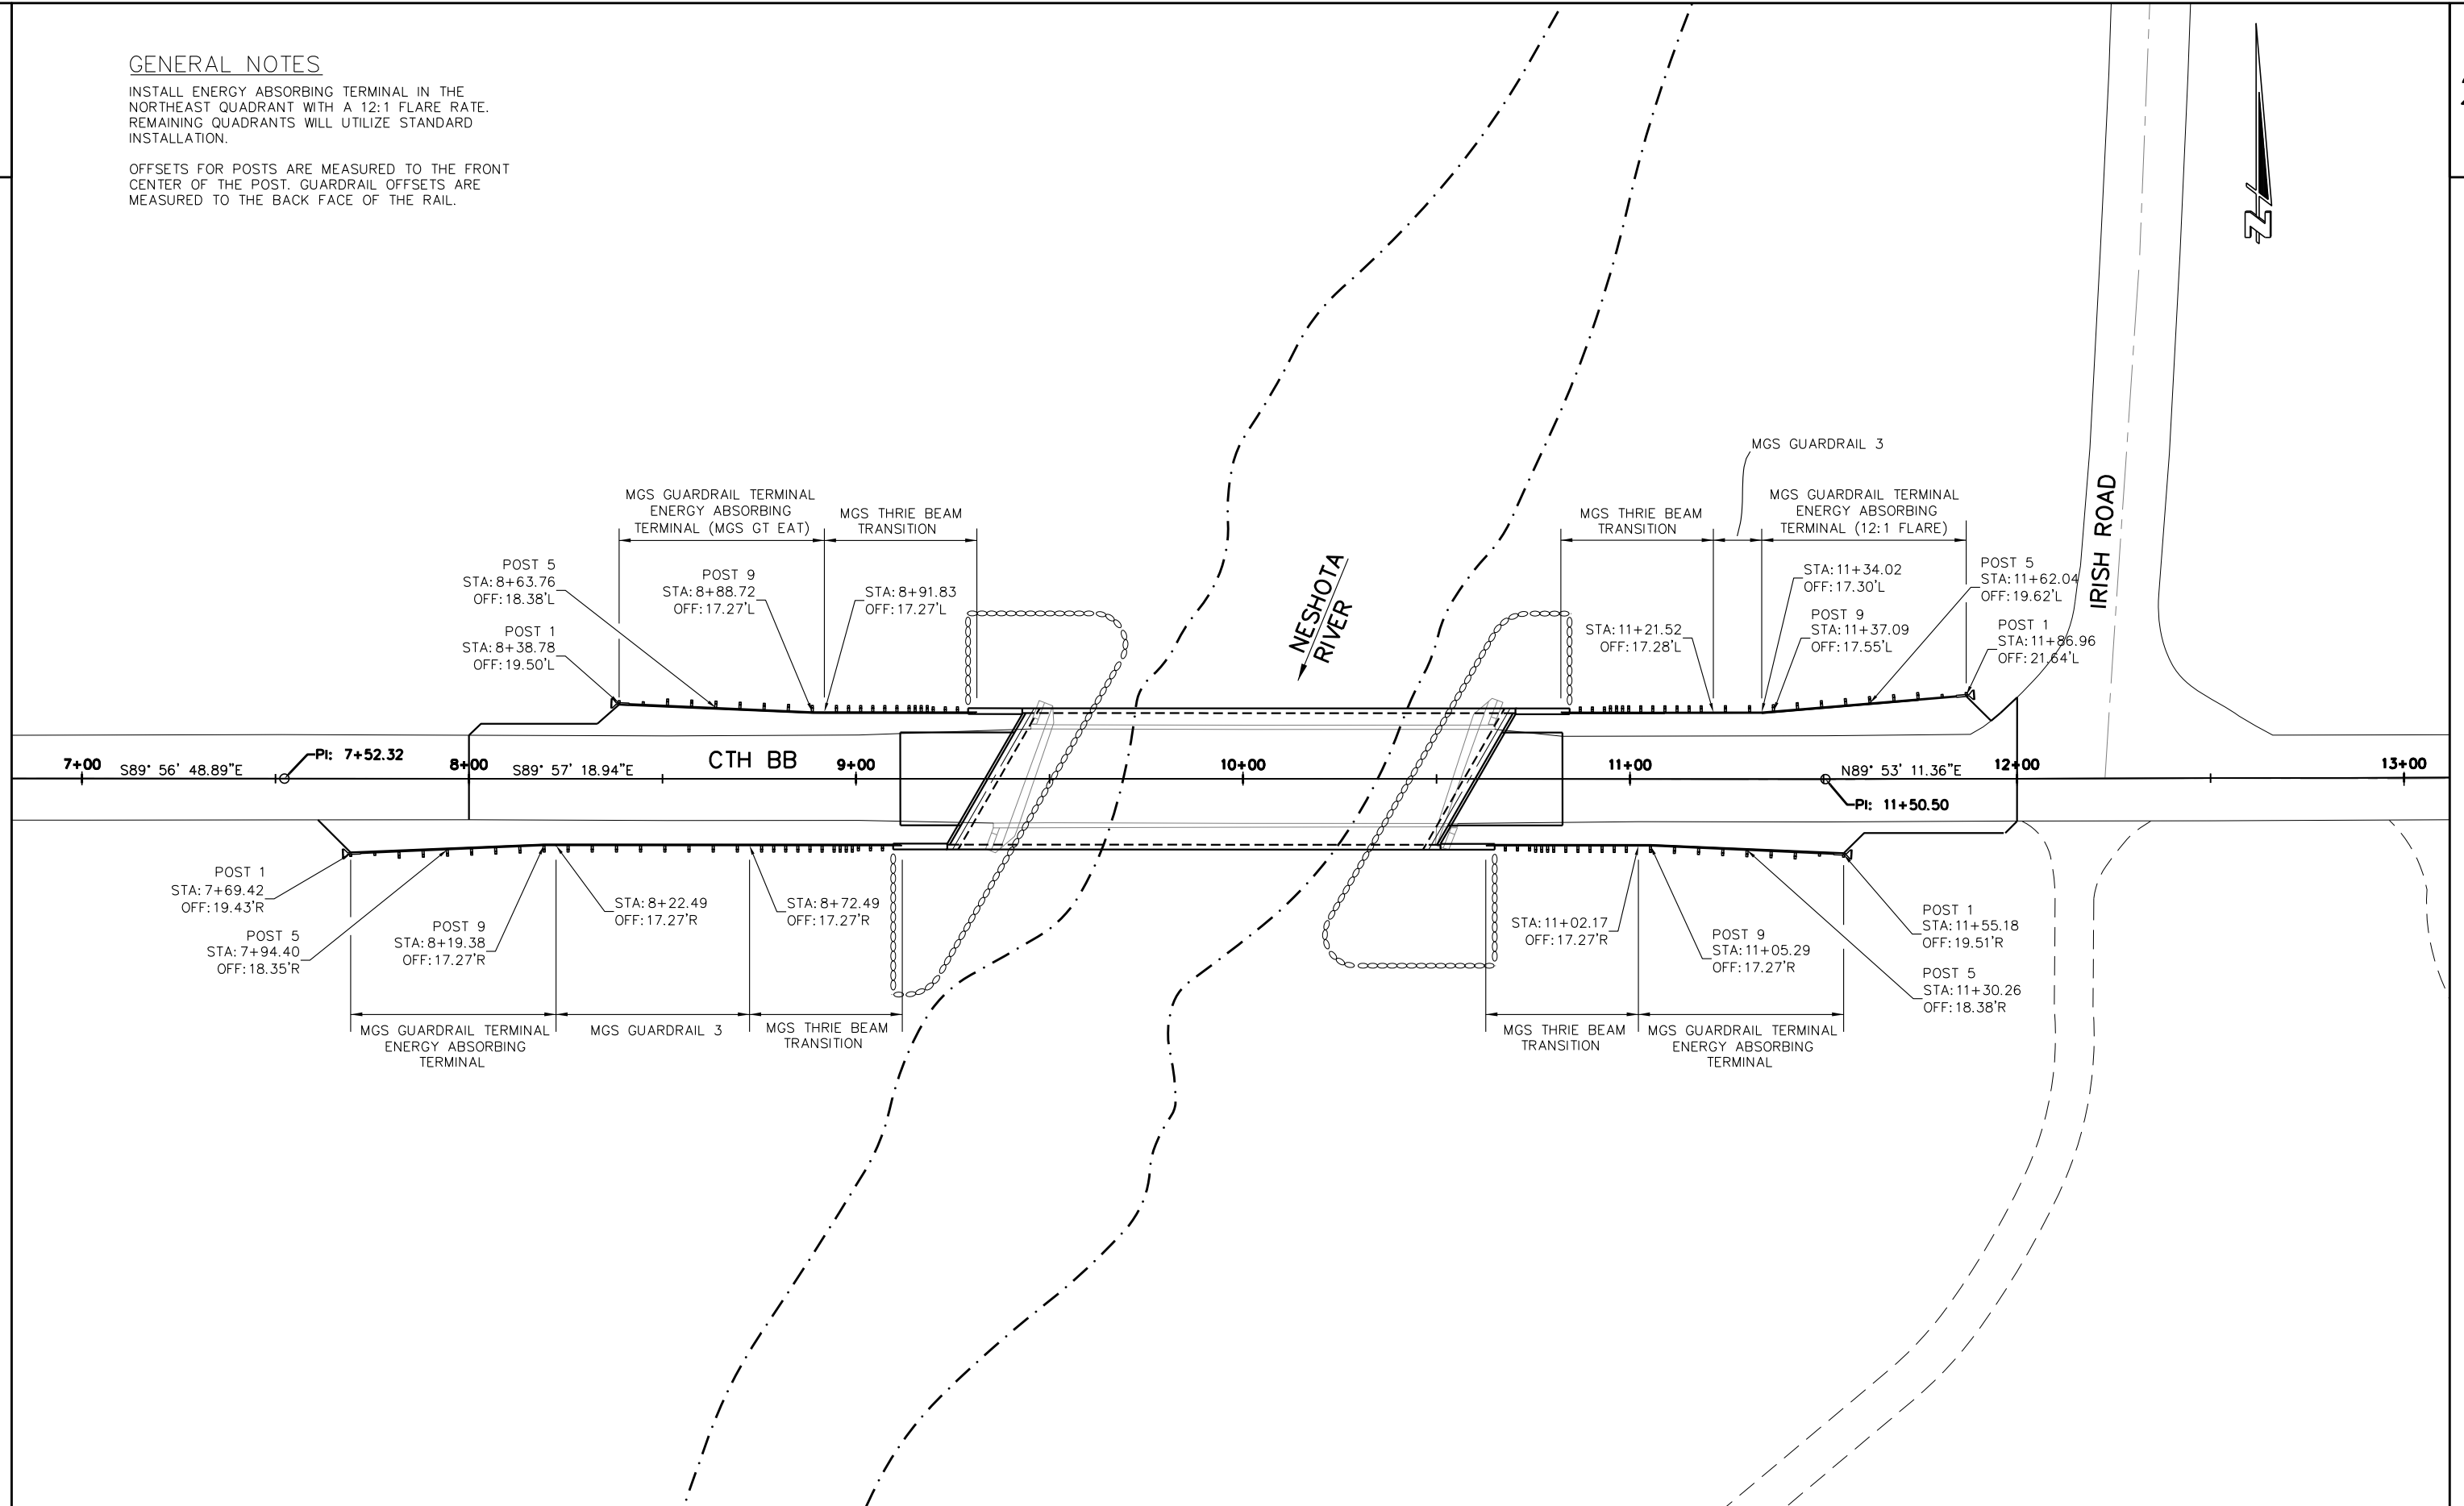 GENERAL NOTES
INSTALL ENERGY ABSORBING TERMINAL IN THE
NORTHEAST QUADRANT WITH A 12:1 FLARE RATE.
REMAINING QUADRANTS WILL UTILIZE STANDARD
INSTALLATION.
OFFSETS FOR POSTS ARE MEASURED TO THE FRONT
CENTER OF THE POST. GUARDRAIL OFFSETS ARE
MEASURED TO THE BACK FACE OF THE RAIL.
N
MGS GUARDRAIL 3
MGS GUARDRAIL TERMINAL
ENERGY ABSORBING
TERMINAL (MGS GT EAT)
MGS THRIE BEAM
TRANSITION
MGS THRIE BEAM
TRANSITION
MGS GUARDRAIL TERMINAL
ENERGY ABSORBING
TERMINAL (12:1 FLARE)
IRISH ROAD
POST 5
STA:8+63.76
OFF:18.38'L
POST 9
STA:8+88.72
OFF:17.27'L
STA:8+91.83
OFF:17.27'L
POST 1
STA:8+38.78
OFF:19.50'L
NESHOTA
RIVER
STA:11+34.02
OFF:17.30'L
POST 5
STA:11+62.04
OFF:19.62'L
STA:11+21.52
OFF:17.28'L
POST 9
STA:11+37.09
OFF:17.55'L
POST 1
STA:11+86.96
OFF:21.64'L
7+00
S89° 56' 48.89"E
PI: 7+52.32
8+00
S89° 57' 18.94"E
CTH BB
9+00
10+00
11+00
N89° 53' 11.36"E
PI: 11+50.50
12+00
13+00
POST 1
STA:7+69.42
OFF:19.43'R
POST 5
STA:7+94.40
OFF:18.35'R
POST 9
STA:8+19.38
OFF:17.27'R
STA:8+22.49
OFF:17.27'R
STA:8+72.49
OFF:17.27'R
STA:11+02.17
OFF:17.27'R
POST 9
STA:11+05.29
OFF:17.27'R
POST 1
STA:11+55.18
OFF:19.51'R
POST 5
STA:11+30.26
OFF:18.38'R
MGS GUARDRAIL TERMINAL
ENERGY ABSORBING
TERMINAL
MGS GUARDRAIL 3
MGS THRIE BEAM
TRANSITION
MGS THRIE BEAM
TRANSITION
MGS GUARDRAIL TERMINAL
ENERGY ABSORBING
TERMINAL